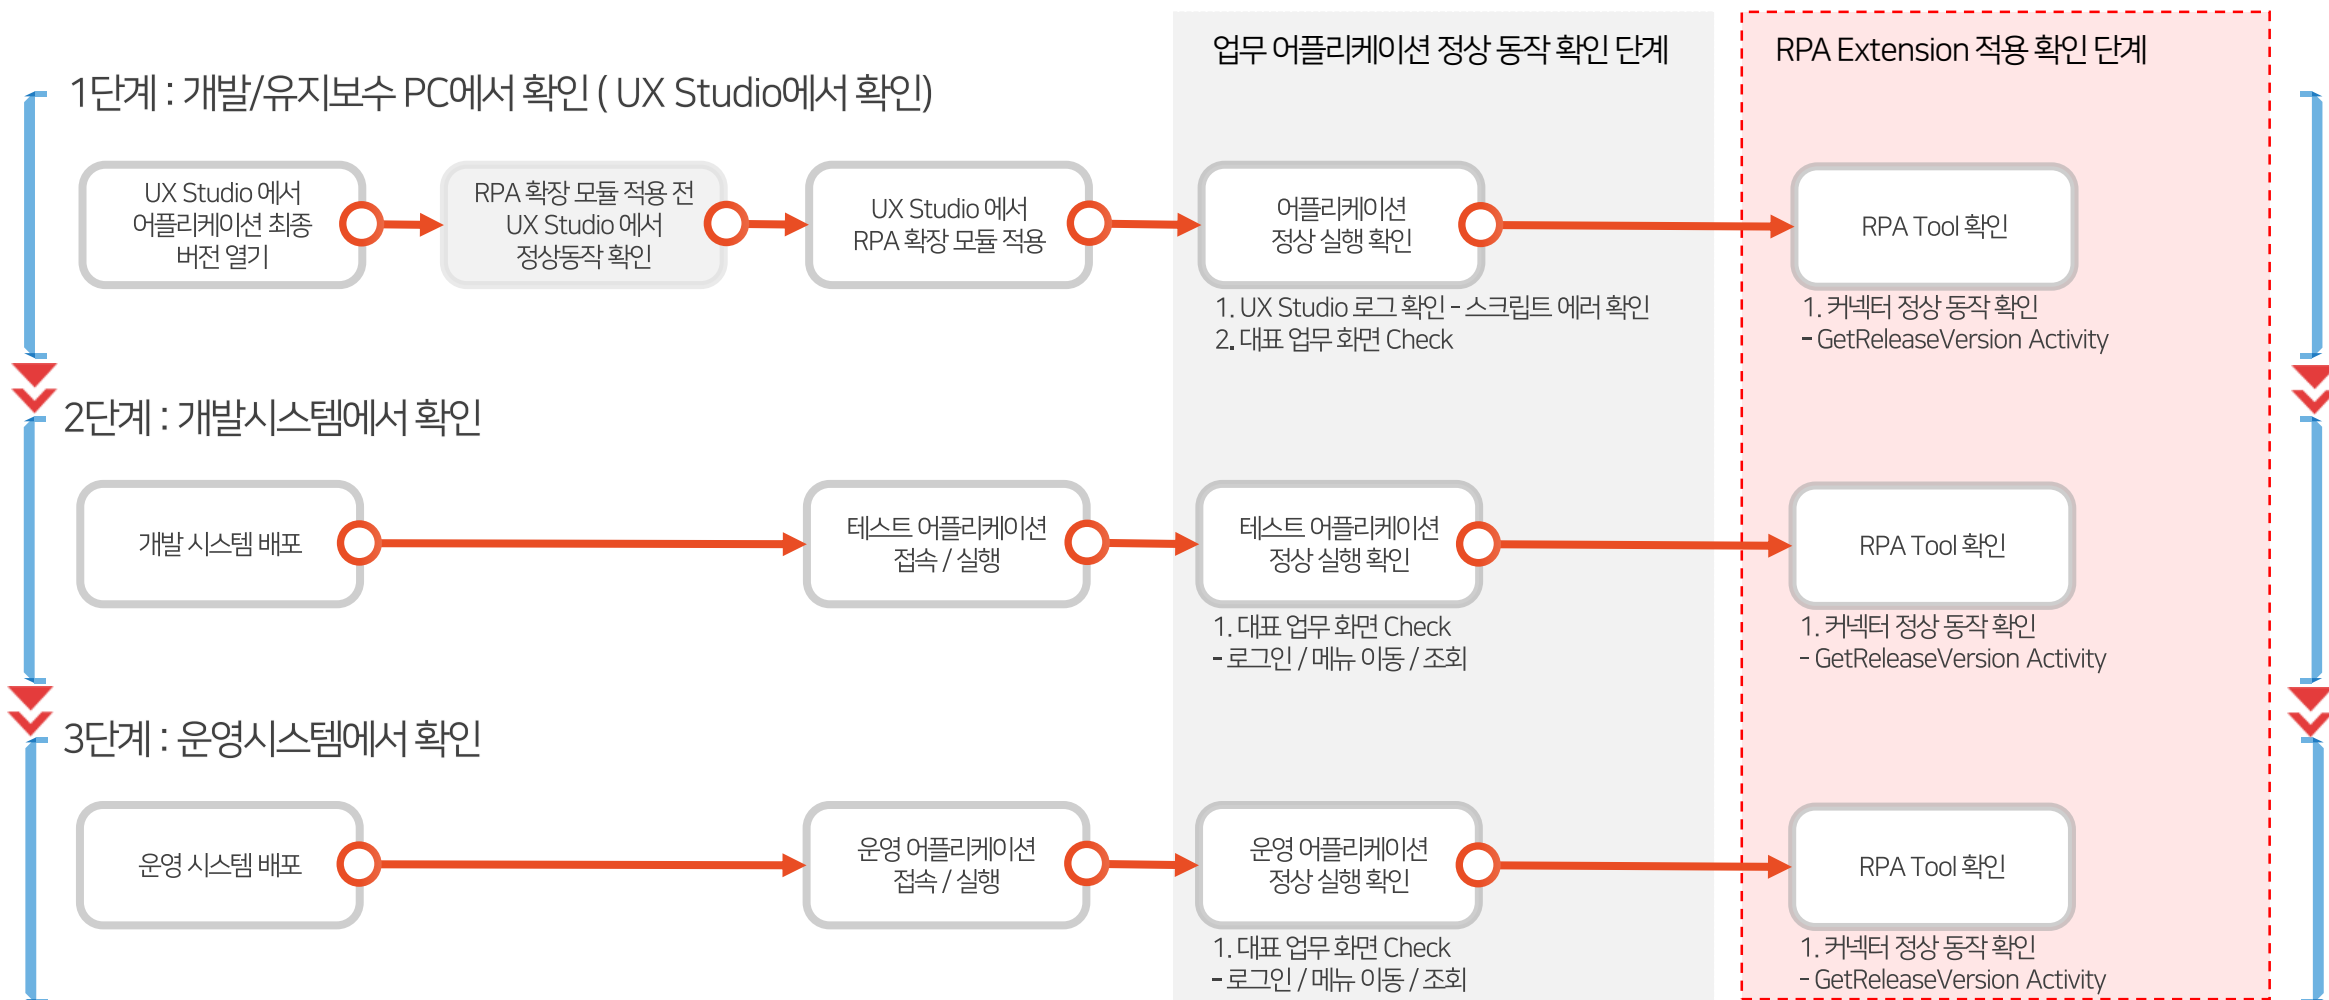 업무 어플리케이션 정상 동작 확인 단계
RPA Extension 적용 확인 단계
1단계 : 개발/유지보수 PC에서 확인 ( UX Studio에서 확인)
UX Studio 에서
어플리케이션 최종
버전 열기
RPA 확장 모듈 적용 전
UX Studio 에서
정상동작 확인
UX Studio 에서
RPA 확장 모듈 적용
어플리케이션
정상 실행 확인
RPA Tool 확인
1. UX Studio 로그 확인 - 스크립트 에러 확인
2. 대표 업무 화면 Check
1. 커넥터 정상 동작 확인
- GetReleaseVersion Activity
2단계 : 개발시스템에서 확인
개발 시스템 배포
테스트 어플리케이션
접속 / 실행
테스트 어플리케이션
정상 실행 확인
RPA Tool 확인
1. 대표 업무 화면 Check
- 로그인 / 메뉴 이동 / 조회
1. 커넥터 정상 동작 확인
- GetReleaseVersion Activity
3단계 : 운영시스템에서 확인
운영 시스템 배포
운영 어플리케이션
접속 / 실행
운영 어플리케이션
정상 실행 확인
RPA Tool 확인
1. 대표 업무 화면 Check
- 로그인 / 메뉴 이동 / 조회
1. 커넥터 정상 동작 확인
- GetReleaseVersion Activity